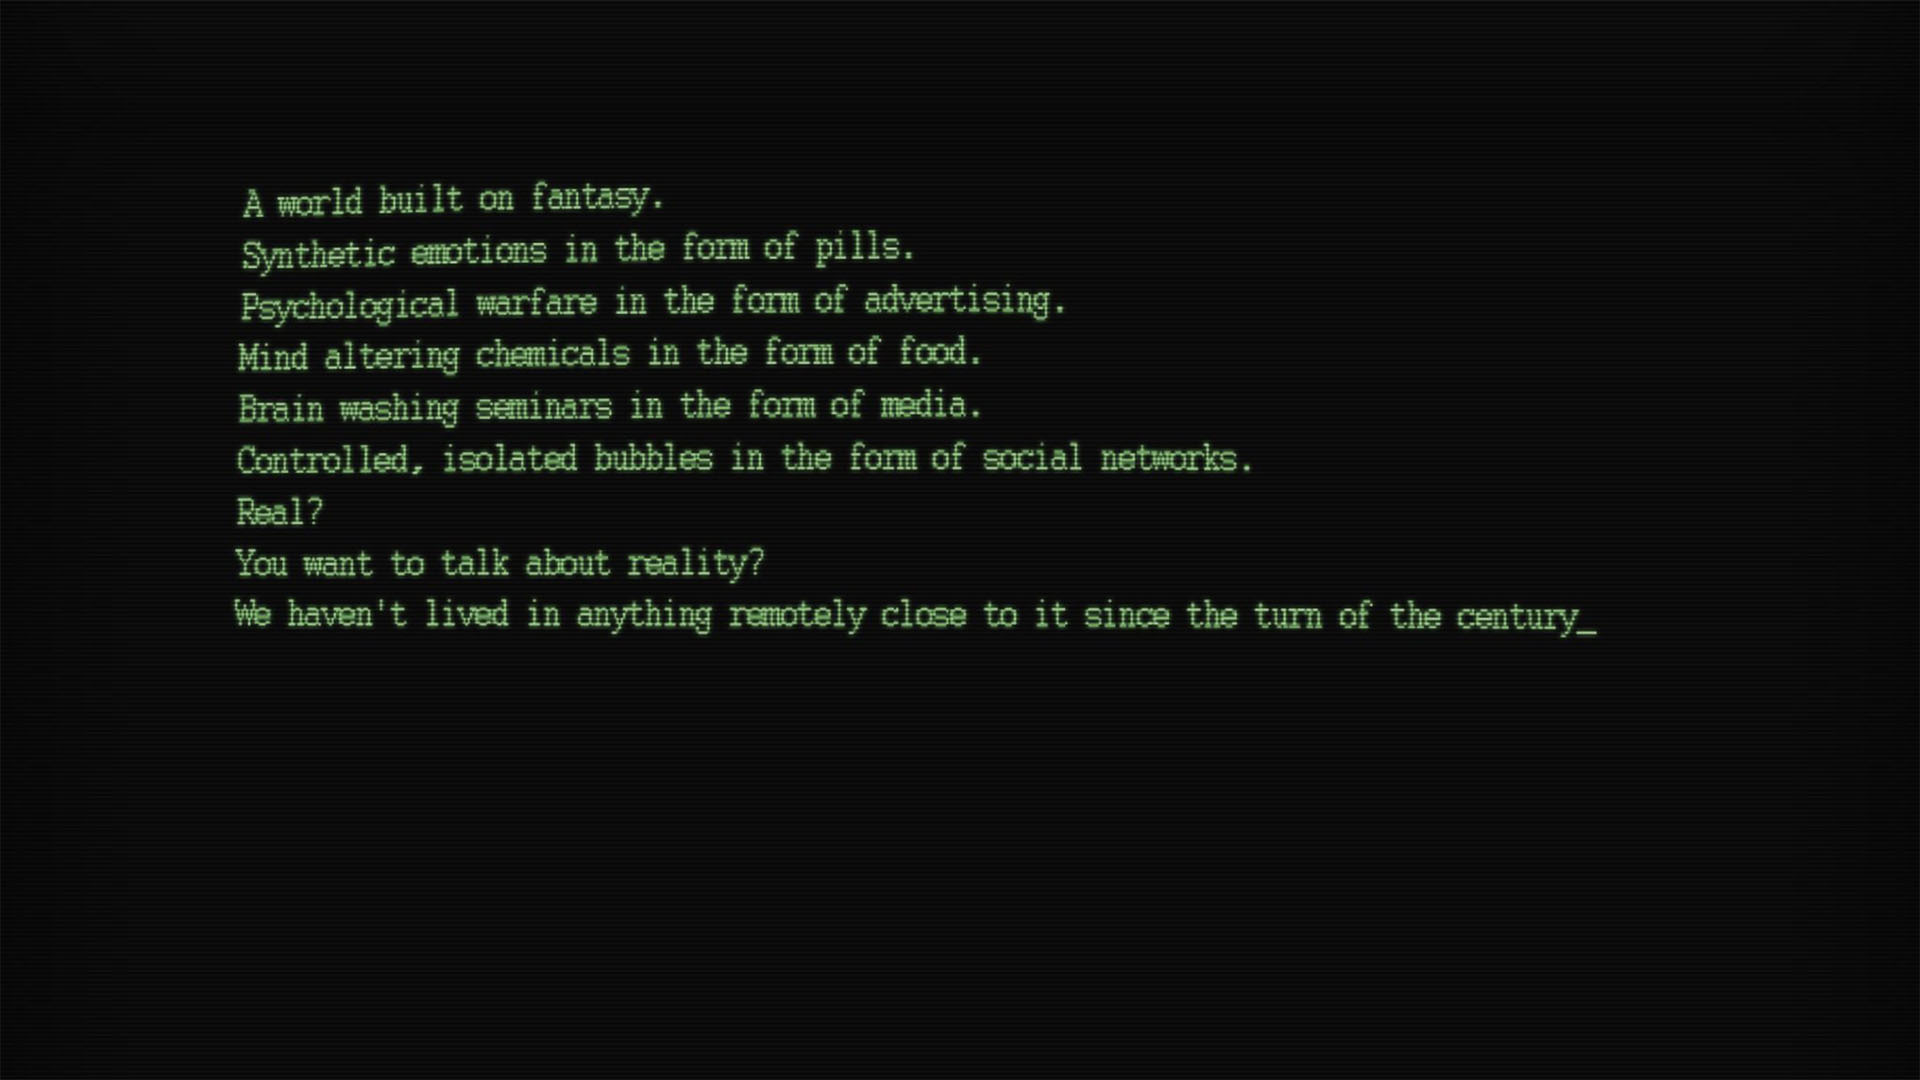 A world built on fantasy.
Synthetic emotions in the form of pills.
Psychological warfare in the form of advertising.
Mind altering chemicals in the form of food.
Brain washing seminars in the form of media.
Controlled, isolated bubbles in the form of social networks.
Real?
You want to talk about reality?
We haven't lived in anything remotely close to it since the turn of the century_